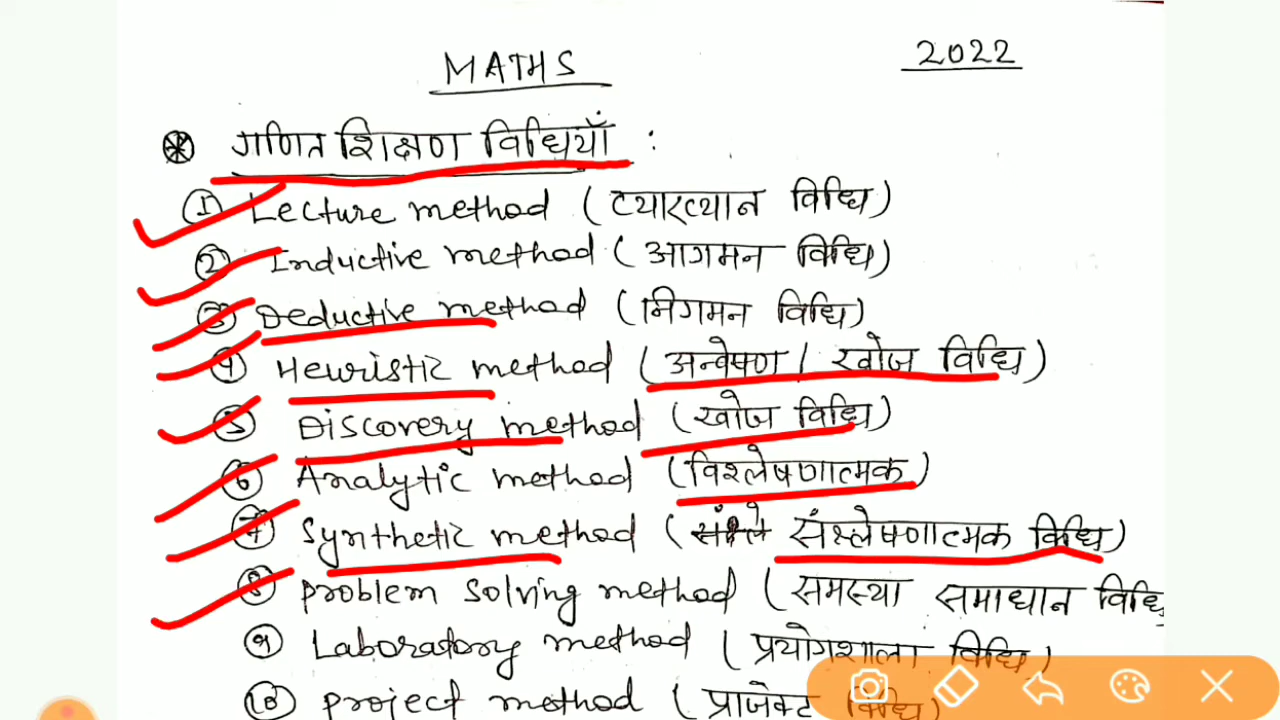 MATHS
2022
गणित शिक्षण विधियाँ :
① Lecture method ( व्याख्यान विधि )
② Inductive method ( आगमन विधि )
③ Deductive method ( निगमन विधि )
④ Heuristic method ( अन्वेषण / खोज विधि )
⑤ Discovery method ( खोज विधि )
⑥ Analytic method ( विश्लेषणात्मक )
⑦ Synthetic method ( संश्लेषणात्मक विधि )
⑧ Problem solving method ( समस्या समाधान विधि
⑨ Laboratory method ( प्रयोगशाला विधि )
⑩ project method ( प्राजेक्ट विधि )